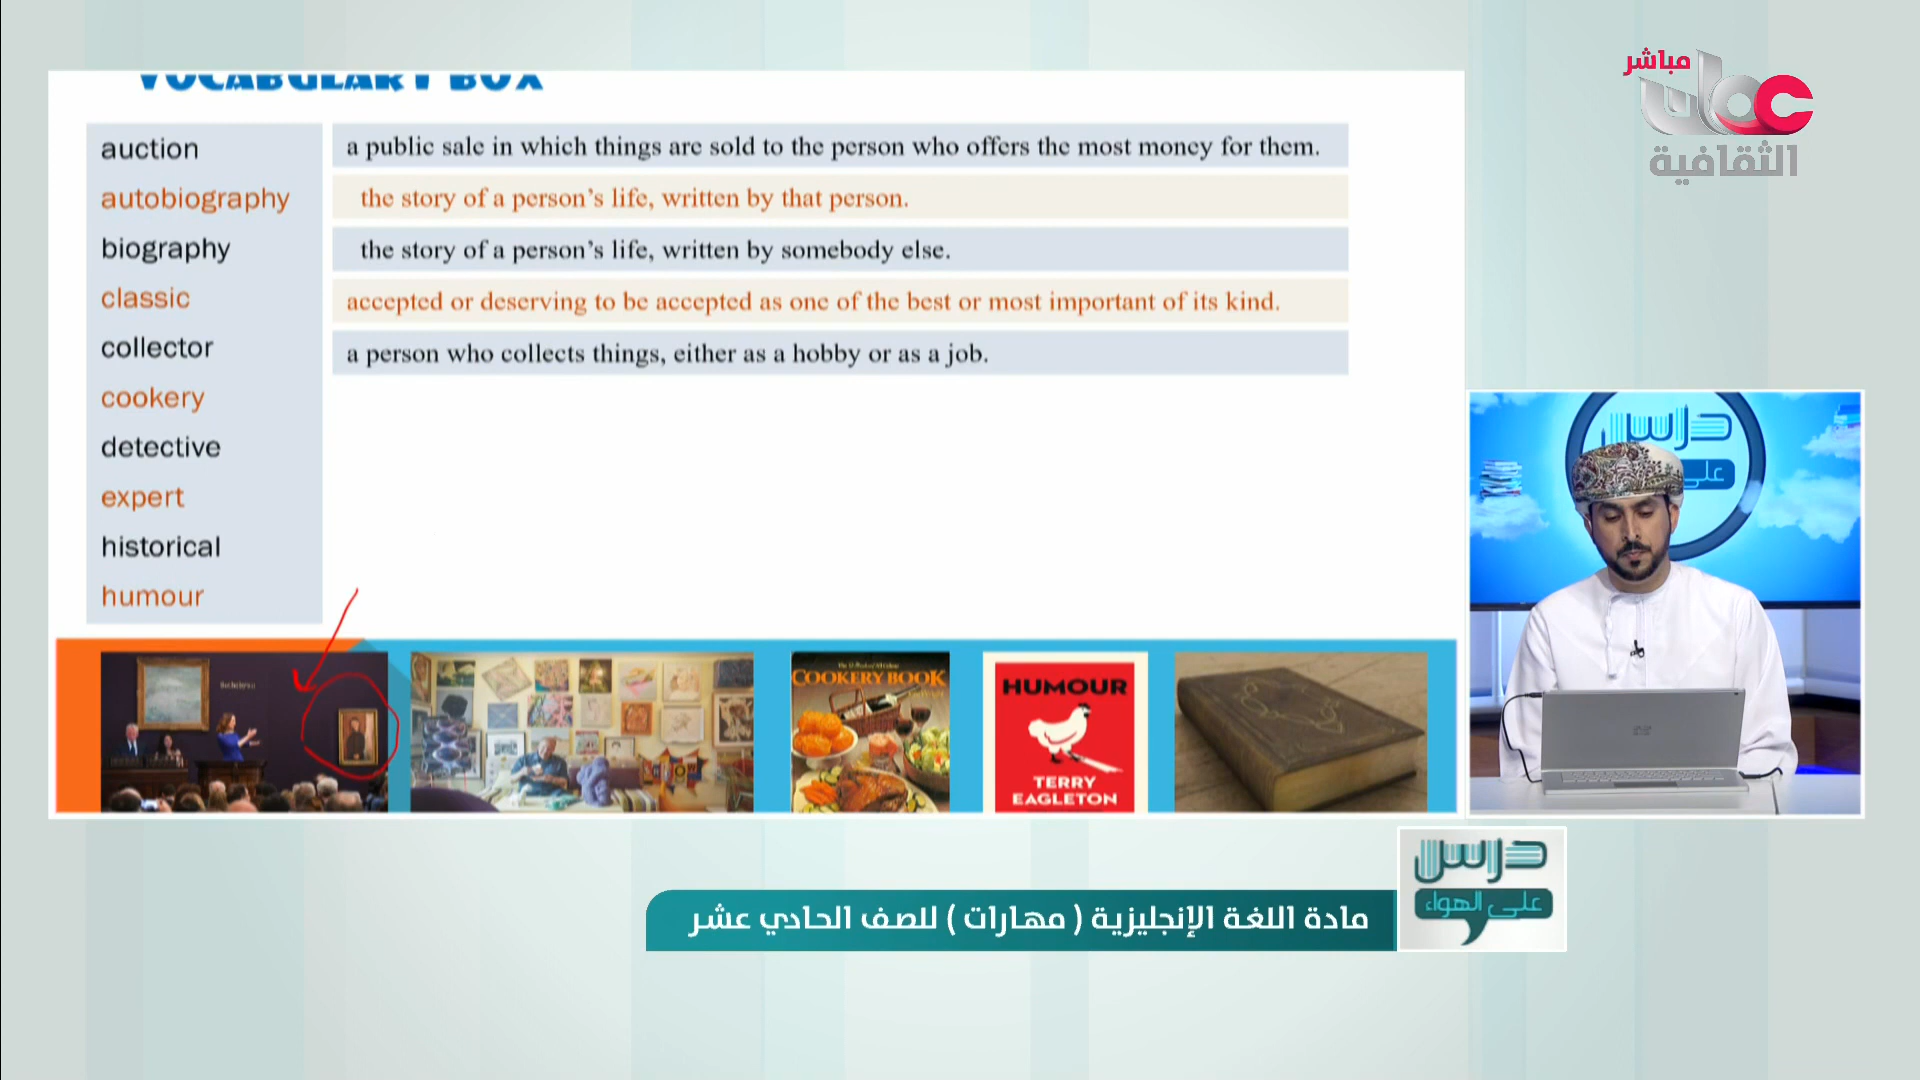 مباشر
عمان
الثقافية
VOCABULARY BOX
auction
a public sale in which things are sold to the person who offers the most money for them.
autobiography
the story of a person's life, written by that person.
biography
the story of a person's life, written by somebody else.
classic
accepted or deserving to be accepted as one of the best or most important of its kind.
collector
a person who collects things, either as a hobby or as a job.
cookery
detective
expert
historical
humour
Sotheby's
COOKERY BOOK
HUMOUR
TERRY
EAGLETON
درس
على
درس
على الهواء
مادة اللغة الإنجليزية ( مهارات ) للصف الحادي عشر